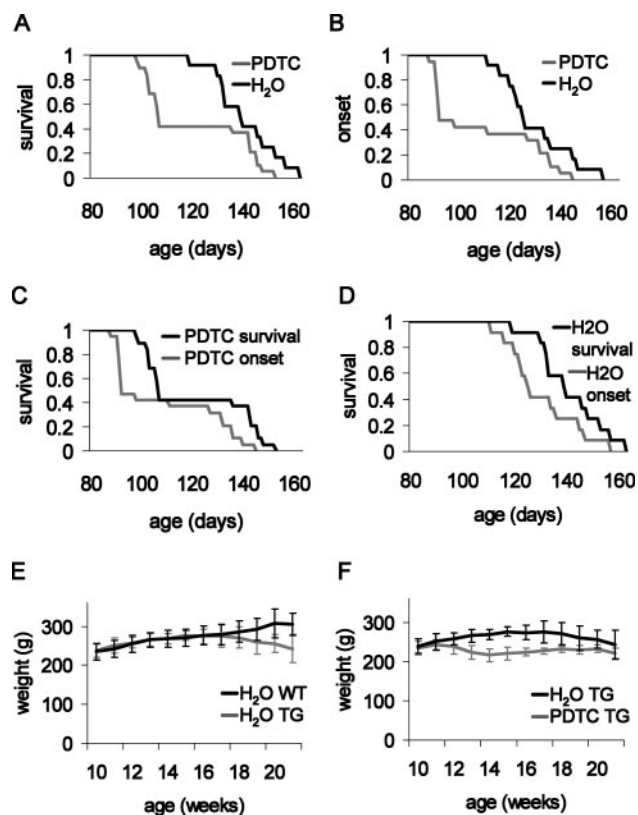 A
survival
1
0.8
0.6
0.4
0.2
0
PDTC
H₂O
80 100 120 140 160
age (days)
B
onset
1
0.8
0.6
0.4
0.2
0
PDTC
H₂O
80 100 120 140 160
age (days)
C
survival
1
0.8
0.6
0.4
0.2
0
PDTC survival
PDTC onset
80 100 120 140 160
age (days)
D
survival
1
0.8
0.6
0.4
0.2
0
H2O
survival
H2O
onset
80 100 120 140 160
age (days)
E
weight (g)
300
200
100
0
H₂O WT
H₂O TG
10 12 14 16 18 20
age (weeks)
F
weight (g)
300
200
100
0
H₂O TG
PDTC TG
10 12 14 16 18 20
age (weeks)